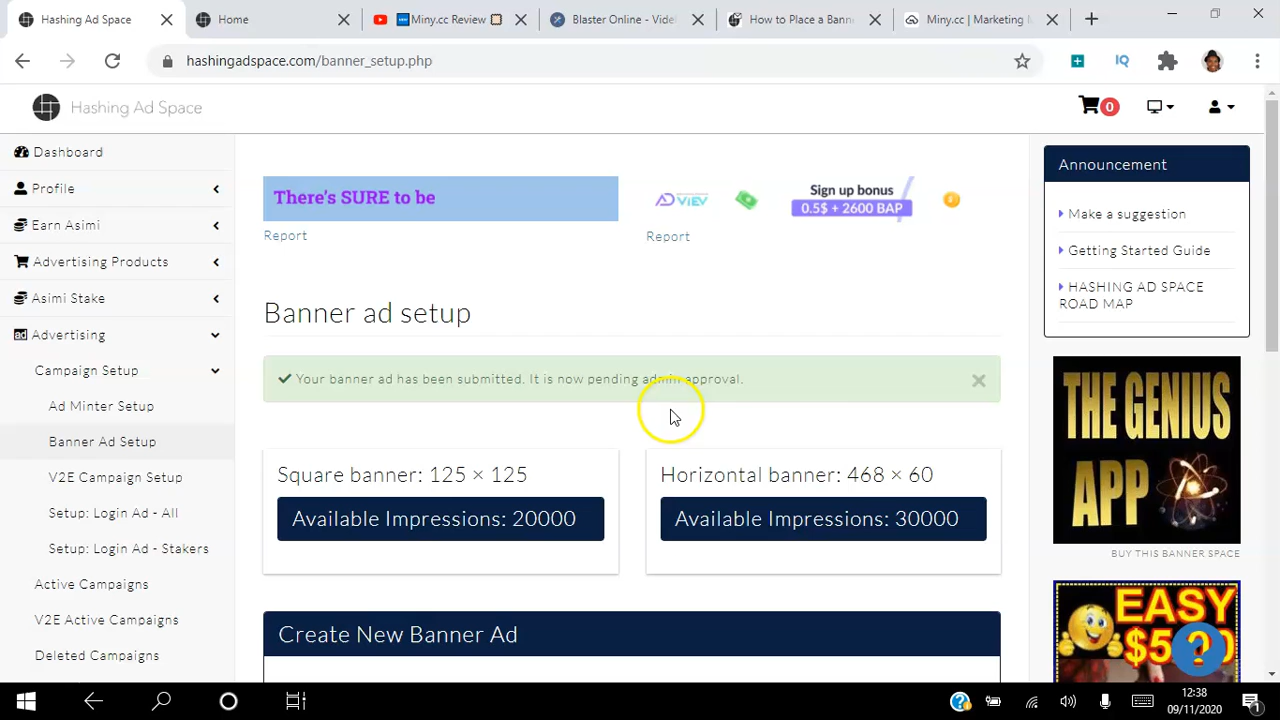 Hashing Ad Space
Home
Miny.cc Review
Blaster Online - Vide
How to Place a Bann
Miny.cc | Marketing
hashingadspace.com/banner_setup.php
Hashing Ad Space
0
Dashboard
Profile
Earn Asimi
Advertising Products
Asimi Stake
ad Advertising
Campaign Setup
Ad Minter Setup
Banner Ad Setup
V2E Campaign Setup
Setup: Login Ad - All
Setup: Login Ad - Stakers
Active Campaigns
V2E Active Campaigns
Deleted Campaigns
There's SURE to be
Report
ADVIEV
Sign up bonus
0.5$ + 2600 BAP
Report
Banner ad setup
Your banner ad has been submitted. It is now pending admin approval.
Square banner: 125 × 125
Available Impressions: 20000
Horizontal banner: 468 × 60
Available Impressions: 30000
Create New Banner Ad
Announcement
Make a suggestion
Getting Started Guide
HASHING AD SPACE
ROAD MAP
THE GENIUS
APP
BUY THIS BANNER SPACE
EASY
?
12:38
09/11/2020